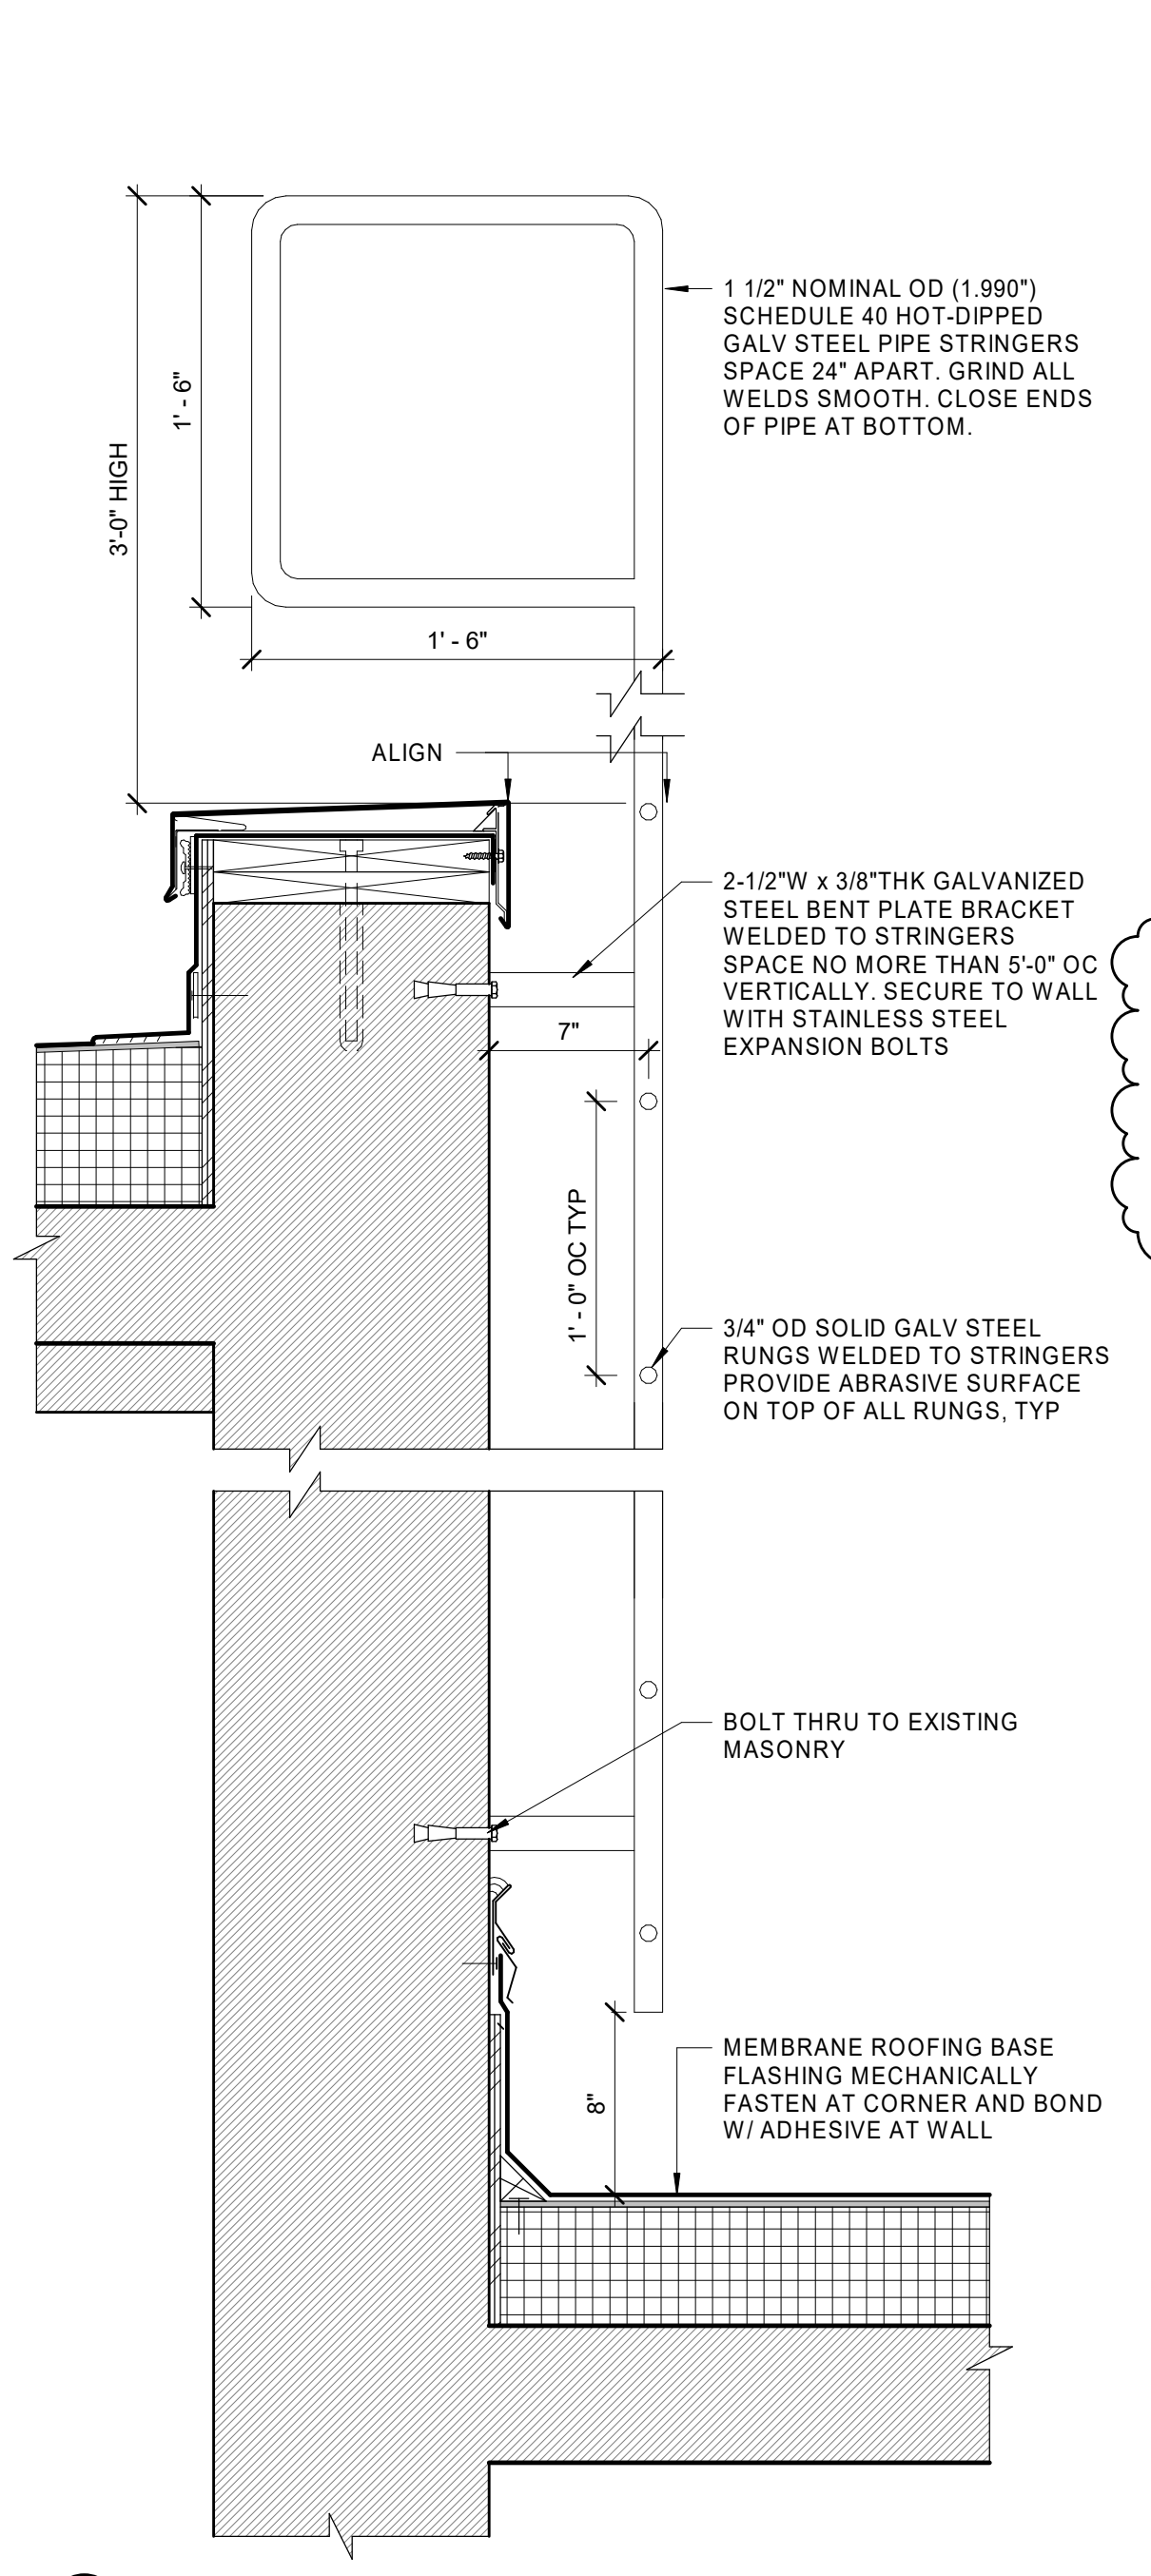 1 1/2" NOMINAL OD (1.990")
SCHEDULE 40 HOT-DIPPED
GALV STEEL PIPE STRINGERS
SPACE 24" APART. GRIND ALL
WELDS SMOOTH. CLOSE ENDS
OF PIPE AT BOTTOM.
1' - 6"
3'-0" HIGH
1' - 6"
ALIGN
2-1/2"W x 3/8"THK GALVANIZED
STEEL BENT PLATE BRACKET
WELDED TO STRINGERS
SPACE NO MORE THAN 5'-0" OC
VERTICALLY. SECURE TO WALL
WITH STAINLESS STEEL
EXPANSION BOLTS
7"
1' - 0" OC TYP
3/4" OD SOLID GALV STEEL
RUNGS WELDED TO STRINGERS
PROVIDE ABRASIVE SURFACE
ON TOP OF ALL RUNGS, TYP
BOLT THRU TO EXISTING
MASONRY
MEMBRANE ROOFING BASE
FLASHING MECHANICALLY
FASTEN AT CORNER AND BOND
W/ ADHESIVE AT WALL
8"